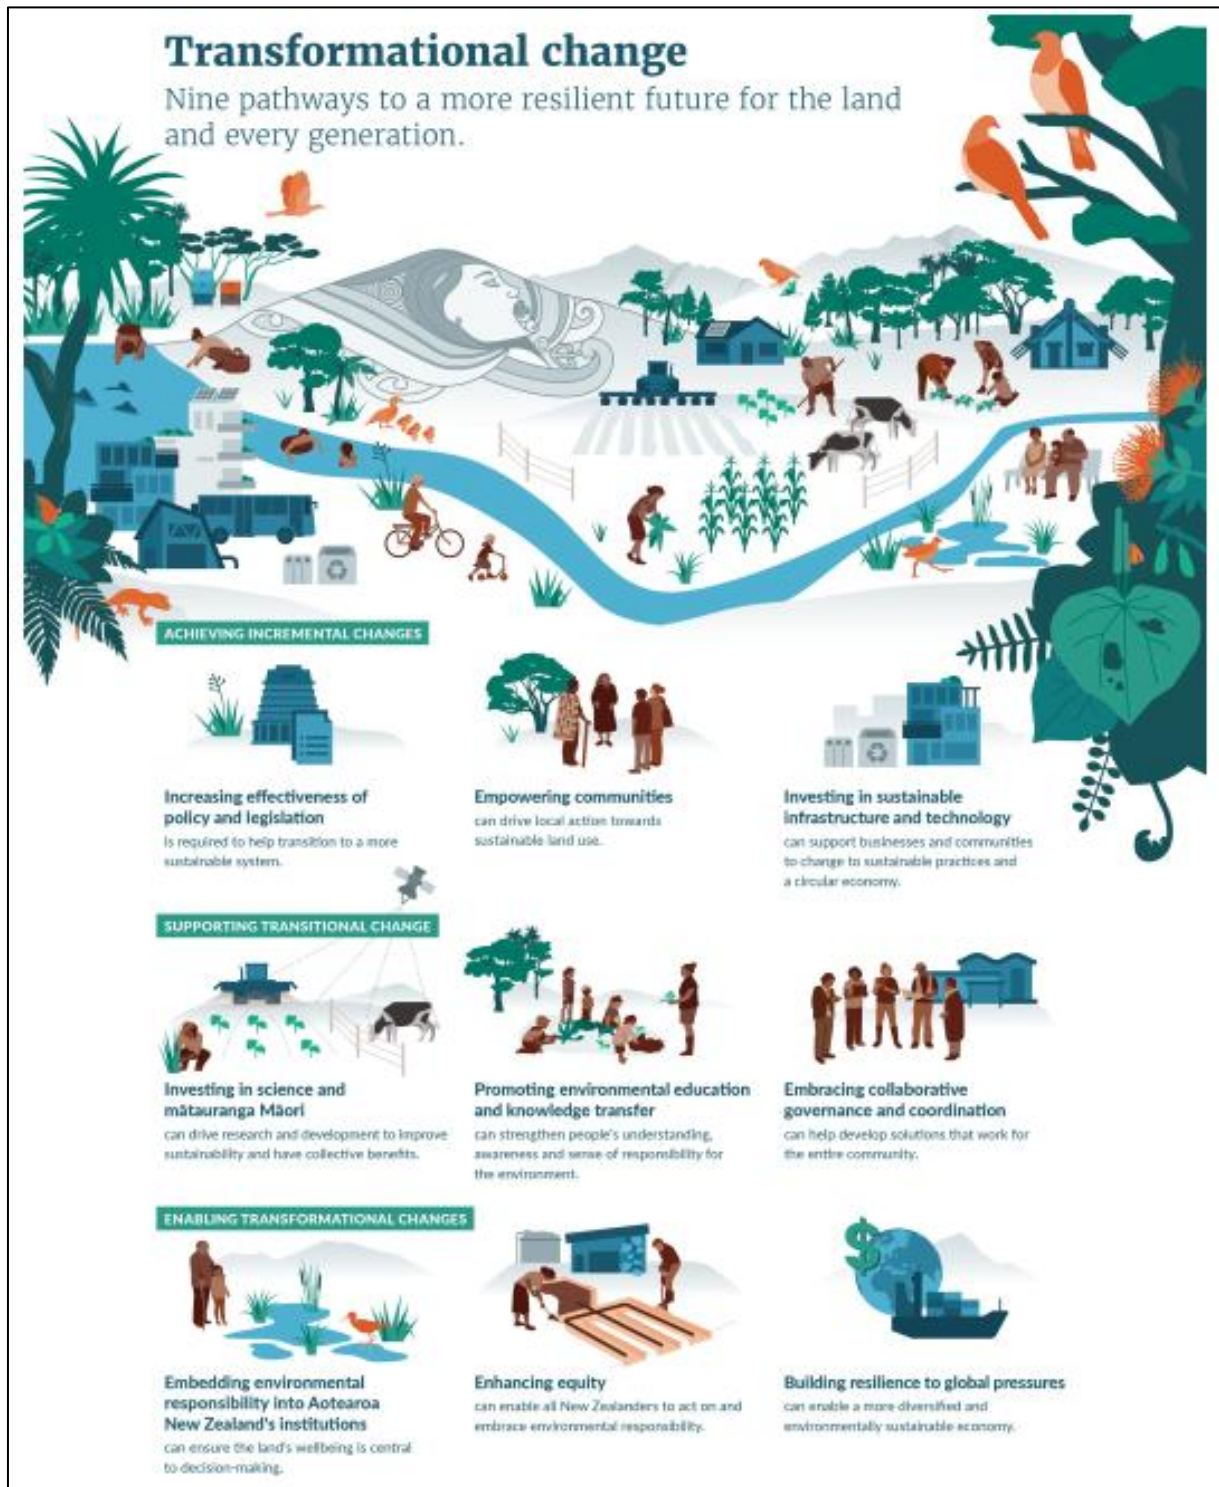 Transformational change
Nine pathways to a more resilient future for the land
and every generation.
ACHIEVING INCREMENTAL CHANGES
Increasing effectiveness of
policy and legislation
is required to help transition to a more
sustainable system.
Empowering communities
can drive local action towards
sustainable land use.
Investing in sustainable
infrastructure and technology
can support businesses and communities
to change to sustainable practices and
a circular economy.
SUPPORTING TRANSITIONAL CHANGE
Investing in science and
mātauranga Māori
can drive research and development to improve
sustainability and have collective benefits.
Promoting environmental education
and knowledge transfer
can strengthen people's understanding,
awareness and sense of responsibility for
the environment.
Embracing collaborative
governance and coordination
can help develop solutions that work for
the entire community.
ENABLING TRANSFORMATIONAL CHANGES
Embedding environmental
responsibility into Aotearoa
New Zealand's institutions
can ensure the land's wellbeing is central
to decision-making.
Enhancing equity
can enable all New Zealanders to act on and
embrace environmental responsibility.
Building resilience to global pressures
can enable a more diversified and
environmentally sustainable economy.